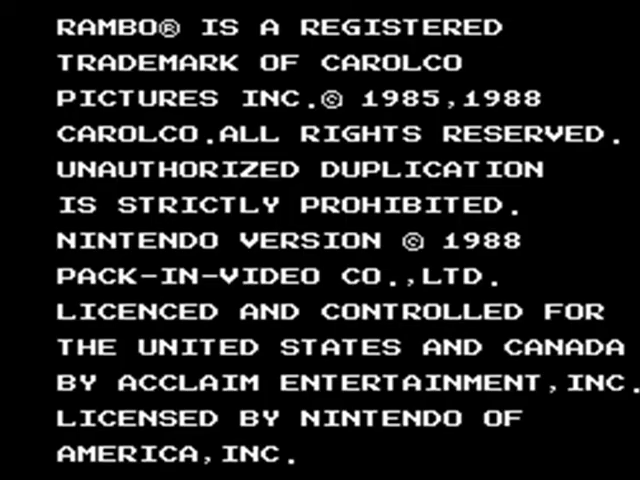 RAMBO® IS A REGISTERED
TRADEMARK OF CAROLCO
PICTURES INC.© 1985,1988
CAROLCO.ALL RIGHTS RESERVED.
UNAUTHORIZED DUPLICATION
IS STRICTLY PROHIBITED.
NINTENDO VERSION © 1988
PACK-IN-VIDEO CO.,LTD.
LICENCED AND CONTROLLED FOR
THE UNITED STATES AND CANADA
BY ACCLAIM ENTERTAINMENT,INC.
LICENSED BY NINTENDO OF
AMERICA,INC.